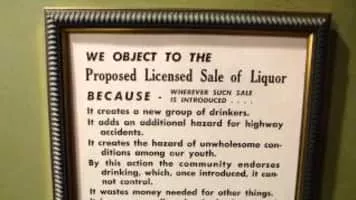 WE OBJECT TO THE
Proposed Licensed Sale of Liquor
BECAUSE - WHEREVER SUCH SALE
IS INTRODUCED . . . .
It creates a new group of drinkers.
It adds an additional hazard for highway
accidents.
It creates the hazard of unwholesome con-
ditions among our youth.
By this action the community endorses
drinking, which, once introduced, it can-
not control.
It wastes money needed for other things.